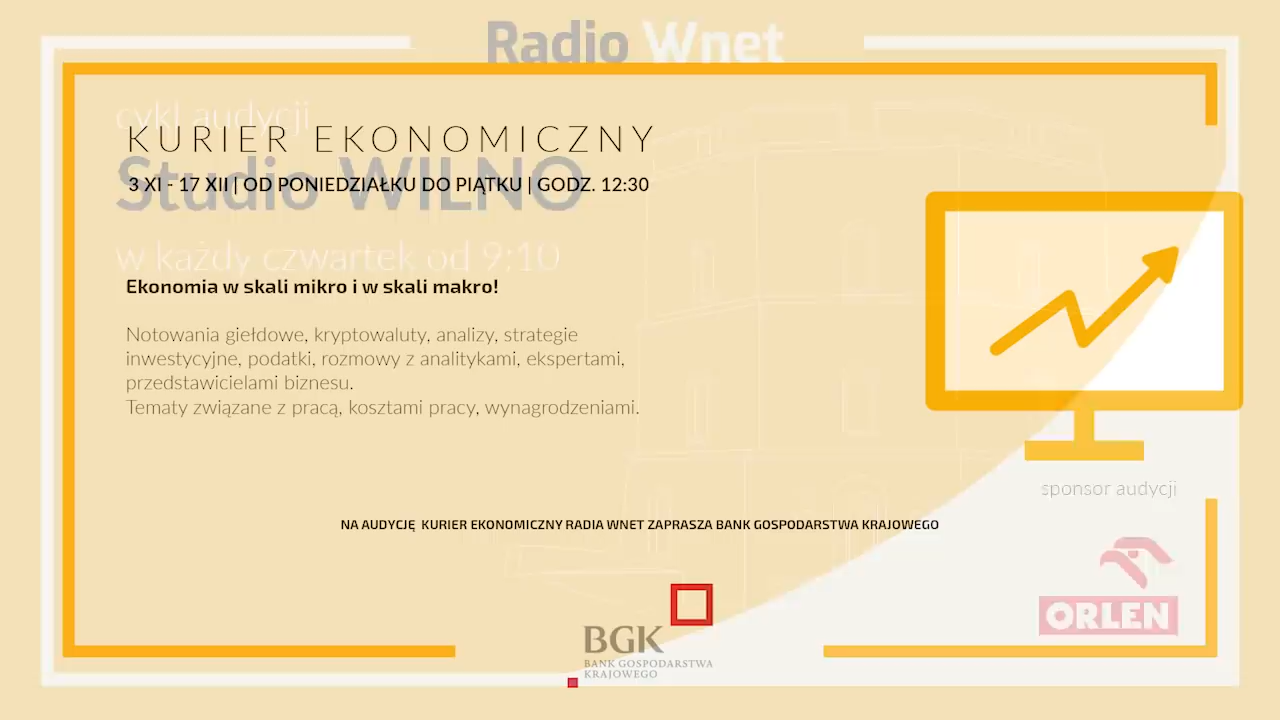 Radio Wnet
cykl audycji
KURIER EKONOMICZNY
Studio WILNO
3 XI - 17 XII | OD PONIEDZIAŁKU DO PIĄTKU | GODZ. 12:30
w każdy czwartek od 9:10
Ekonomia w skali mikro i w skali makro!
Notowania giełdowe, kryptowaluty, analizy, strategie
inwestycyjne, podatki, rozmowy z analitykami, ekspertami,
przedstawicielami biznesu.
Tematy związane z pracą, kosztami pracy, wynagrodzeniami.
sponsor audycji
NA AUDYCJĘ KURIER EKONOMICZNY RADIA WNET ZAPRASZA BANK GOSPODARSTWA KRAJOWEGO
ORLEN
BGK
BANK GOSPODARSTWA
KRAJOWEGO